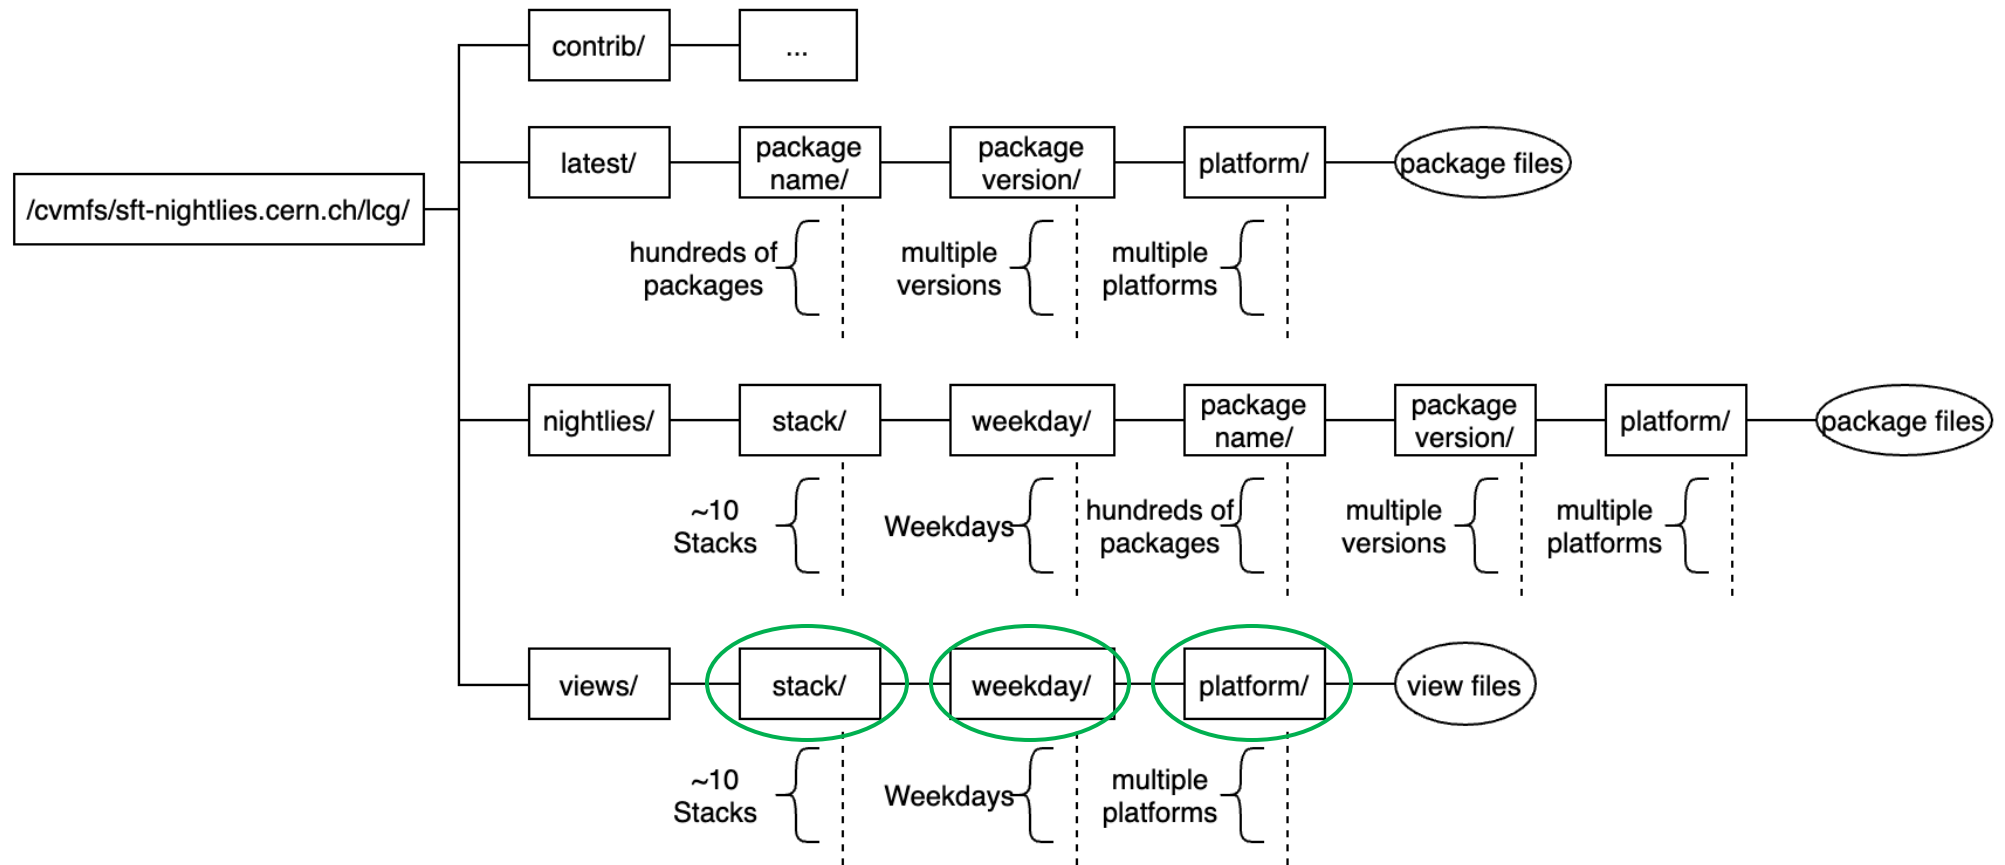 contrib/
...
latest/
package
name/
package
version/
platform/
package files
/cvmfs/sft-nightlies.cern.ch/lcg/
hundreds of
packages
multiple
versions
multiple
platforms
nightlies/
stack/
weekday/
package
name/
package
version/
platform/
package files
~10
Stacks
Weekdays
hundreds of
packages
multiple
versions
multiple
platforms
views/
stack/
weekday/
platform/
view files
~10
Stacks
Weekdays
multiple
platforms